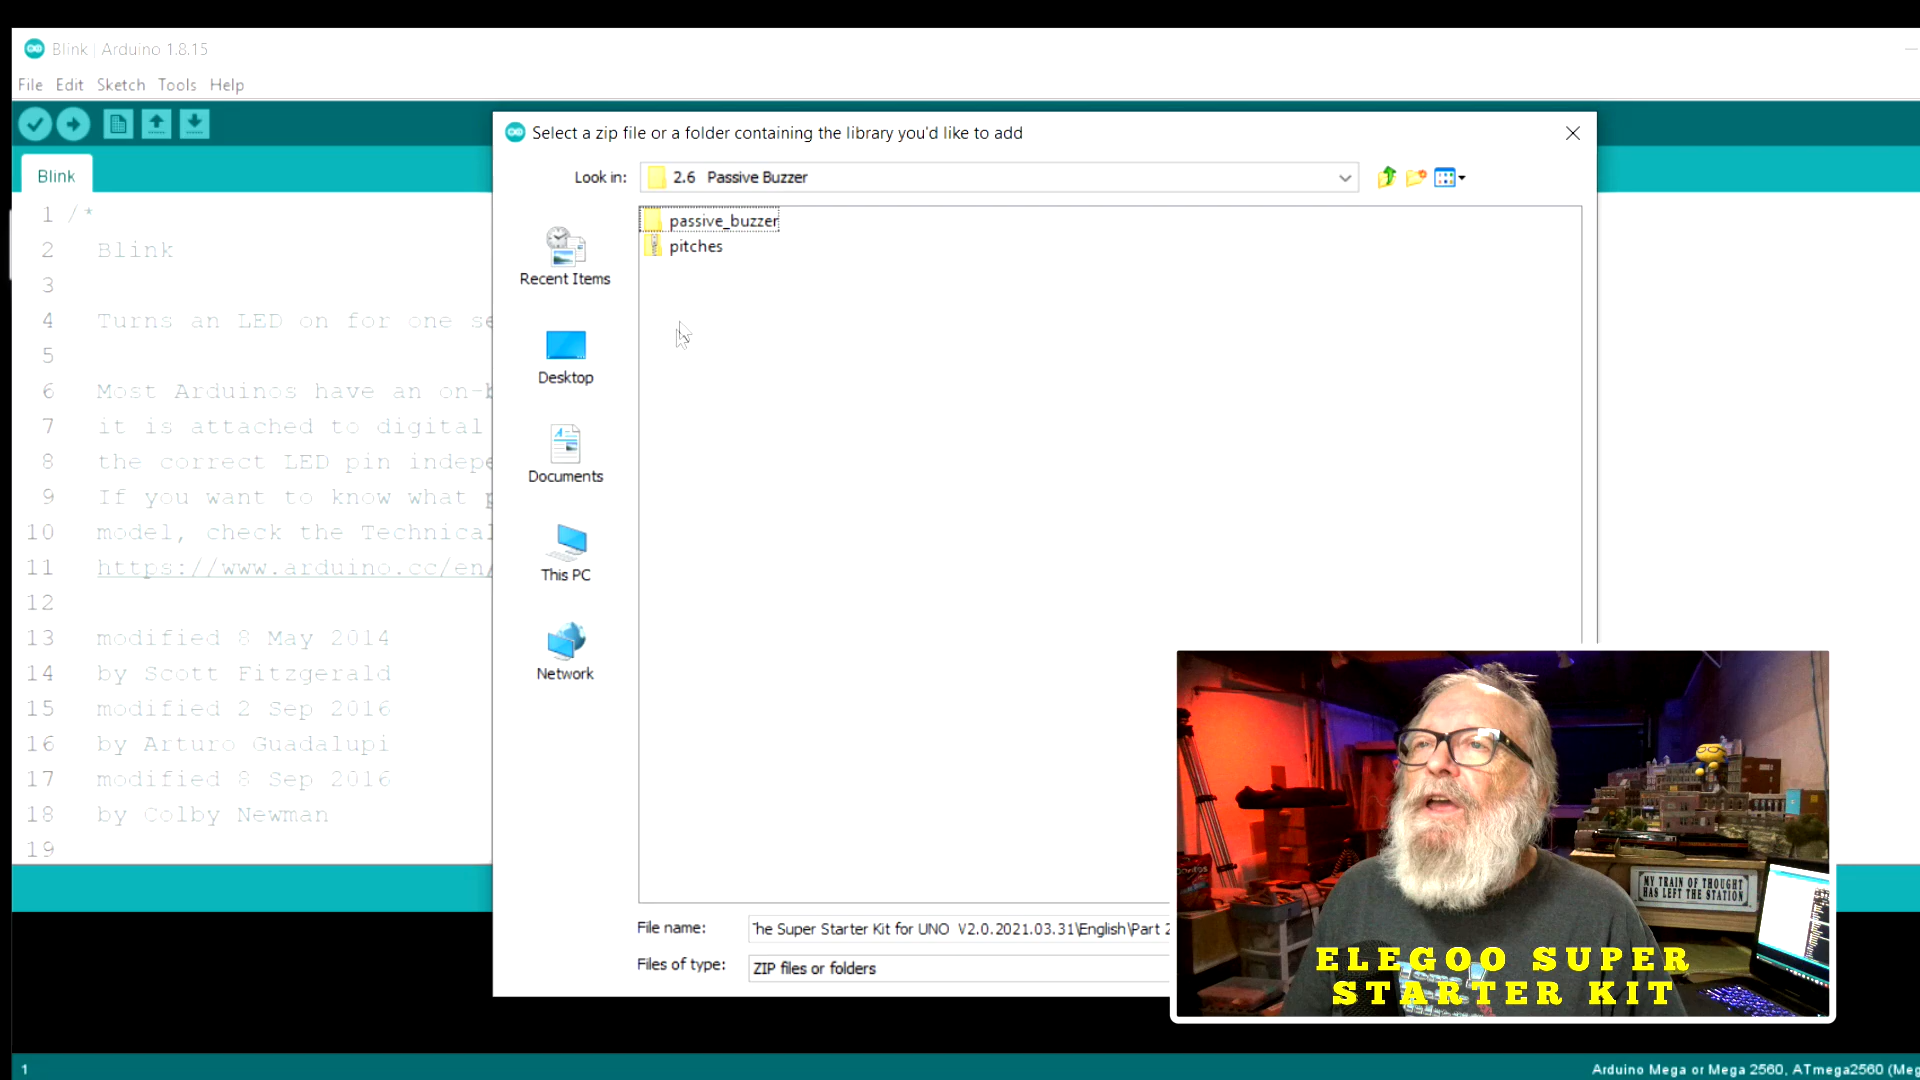 Blink | Arduino 1.8.15
File Edit Sketch Tools Help
Blink
1 /*
2 Blink
3
4 Turns an LED on for one se
5
6 Most Arduinos have an on-b
7 it is attached to digital
8 the correct LED pin indepe
9 If you want to know what p
10 model, check the Technical
11 https://www.arduino.cc/en/
12
13 modified 8 May 2014
14 by Scott Fitzgerald
15 modified 2 Sep 2016
16 by Arturo Guadalupi
17 modified 8 Sep 2016
18 by Colby Newman
19
Select a zip file or a folder containing the library you'd like to add
Look in: 2.6 Passive Buzzer
passive_buzzer
pitches
Recent Items
Desktop
Documents
This PC
Network
File name: he Super Starter Kit for UNO V2.0.2021.03.31\English\Part 2
Files of type: ZIP files or folders
MY TRAIN OF THOUGHT
HAS LEFT THE STATION
ELEGOO SUPER
STARTER KIT
1
Arduino Mega or Mega 2560, ATmega2560 (Meg